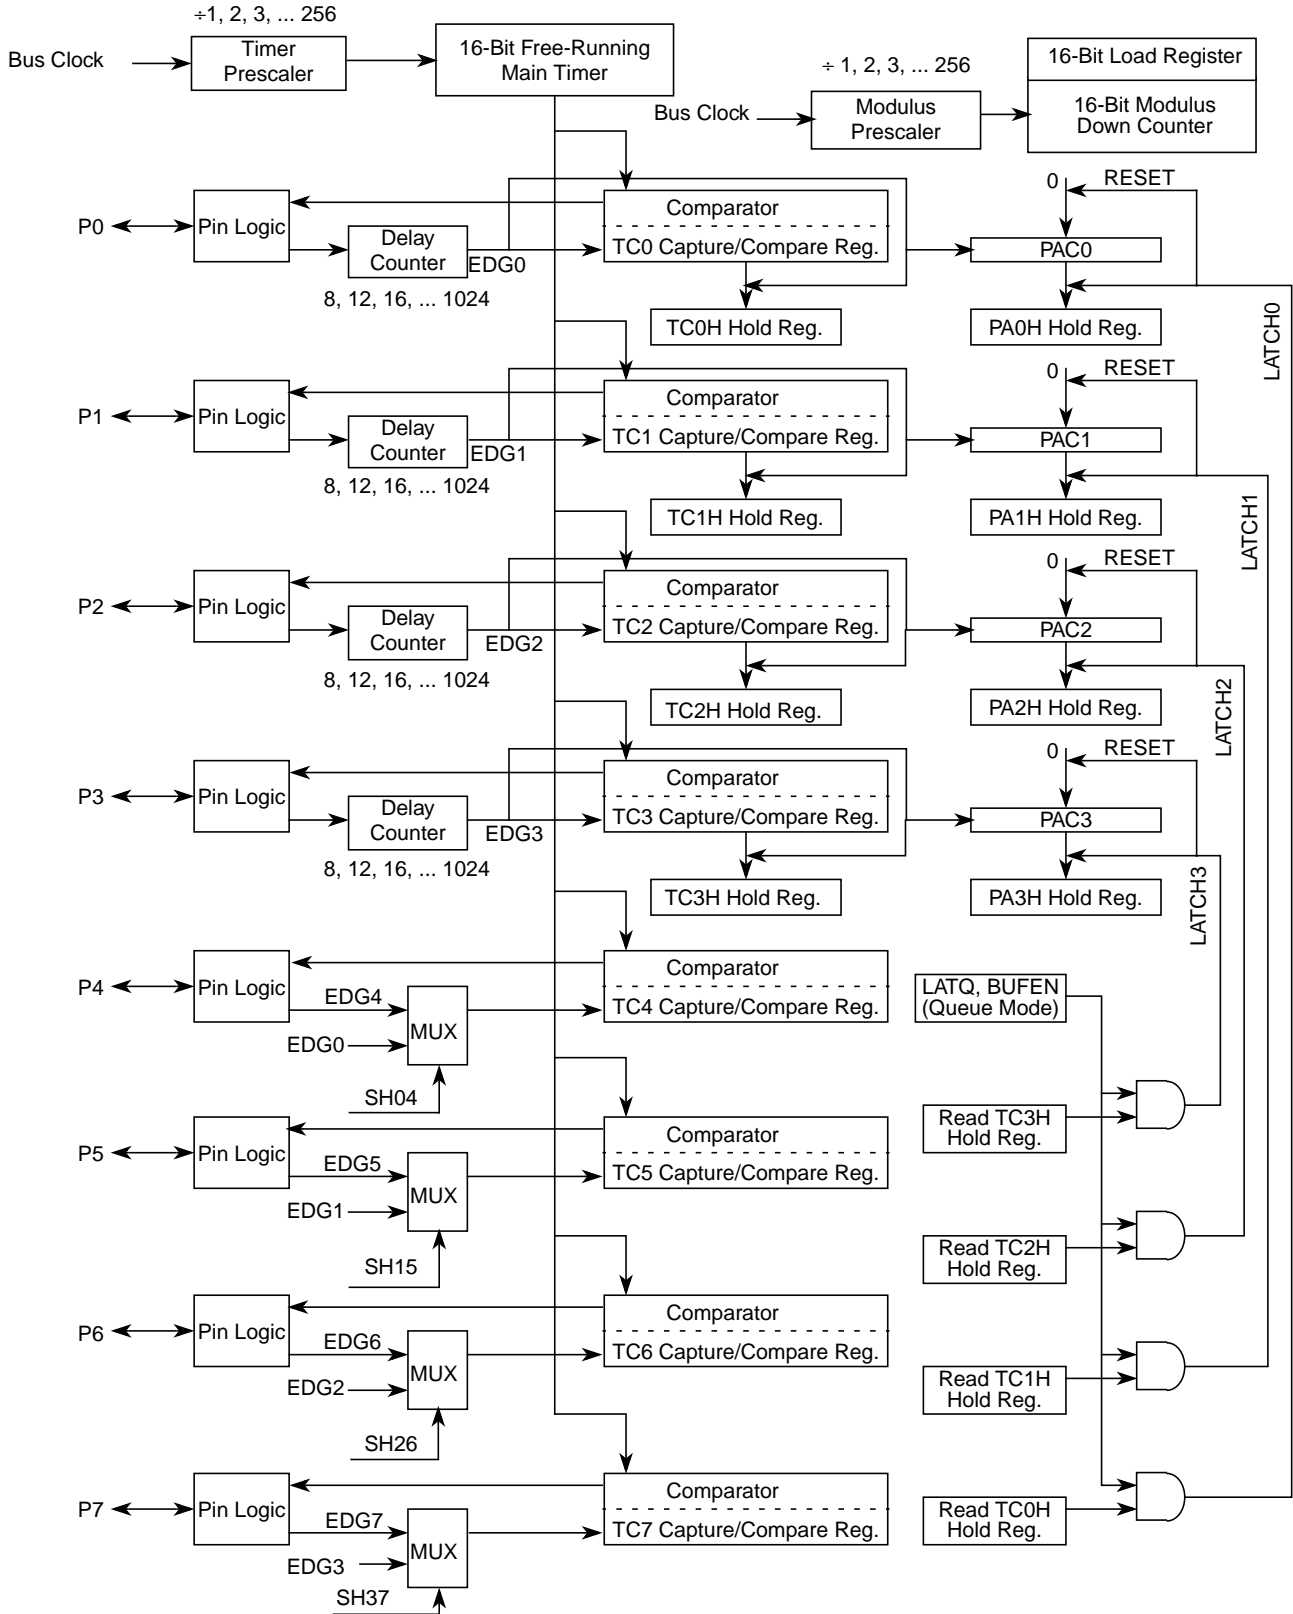 ÷1, 2, 3, ... 256
Bus Clock
Timer
Prescaler
16-Bit Free-Running
Main Timer
÷ 1, 2, 3, ... 256
Bus Clock
Modulus
Prescaler
16-Bit Load Register
16-Bit Modulus
Down Counter
P0
Pin Logic
Delay
Counter
8, 12, 16, ... 1024
EDG0
Comparator
TC0 Capture/Compare Reg.
TC0H Hold Reg.
0
RESET
PAC0
PA0H Hold Reg.
LATCH0
P1
Pin Logic
Delay
Counter
8, 12, 16, ... 1024
EDG1
Comparator
TC1 Capture/Compare Reg.
TC1H Hold Reg.
0
RESET
PAC1
PA1H Hold Reg.
LATCH1
P2
Pin Logic
Delay
Counter
8, 12, 16, ... 1024
EDG2
Comparator
TC2 Capture/Compare Reg.
TC2H Hold Reg.
0
RESET
PAC2
PA2H Hold Reg.
LATCH2
P3
Pin Logic
Delay
Counter
8, 12, 16, ... 1024
EDG3
Comparator
TC3 Capture/Compare Reg.
TC3H Hold Reg.
0
RESET
PAC3
PA3H Hold Reg.
LATCH3
P4
Pin Logic
EDG4
EDG0
MUX
SH04
Comparator
TC4 Capture/Compare Reg.
LATQ, BUFEN
(Queue Mode)
P5
Pin Logic
EDG5
EDG1
MUX
SH15
Comparator
TC5 Capture/Compare Reg.
Read TC3H
Hold Reg.
Read TC2H
Hold Reg.
P6
Pin Logic
EDG6
EDG2
MUX
SH26
Comparator
TC6 Capture/Compare Reg.
Read TC1H
Hold Reg.
P7
Pin Logic
EDG7
EDG3
MUX
SH37
Comparator
TC7 Capture/Compare Reg.
Read TC0H
Hold Reg.